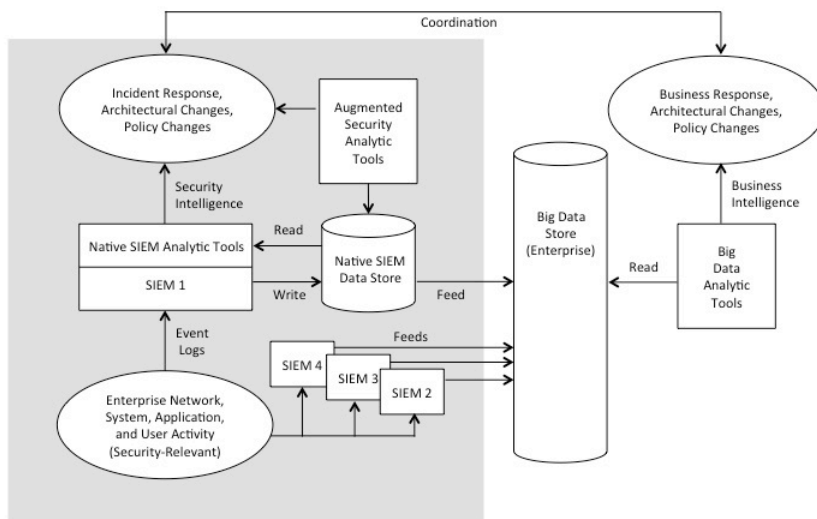 Coordination
Incident Response,
Architectural Changes,
Policy Changes
Augmented
Security
Analytic
Tools
Business Response,
Architectural Changes,
Policy Changes
Security
Intelligence
Business
Intelligence
Big Data
Store
(Enterprise)
Native SIEM Analytic Tools
Read
Native SIEM
Data Store
Big
Data
Analytic
Tools
Read
SIEM 1
Write
Feed
Event
Logs
Feeds
SIEM 4
SIEM 3
SIEM 2
Enterprise Network,
System, Application,
and User Activity
(Security-Relevant)